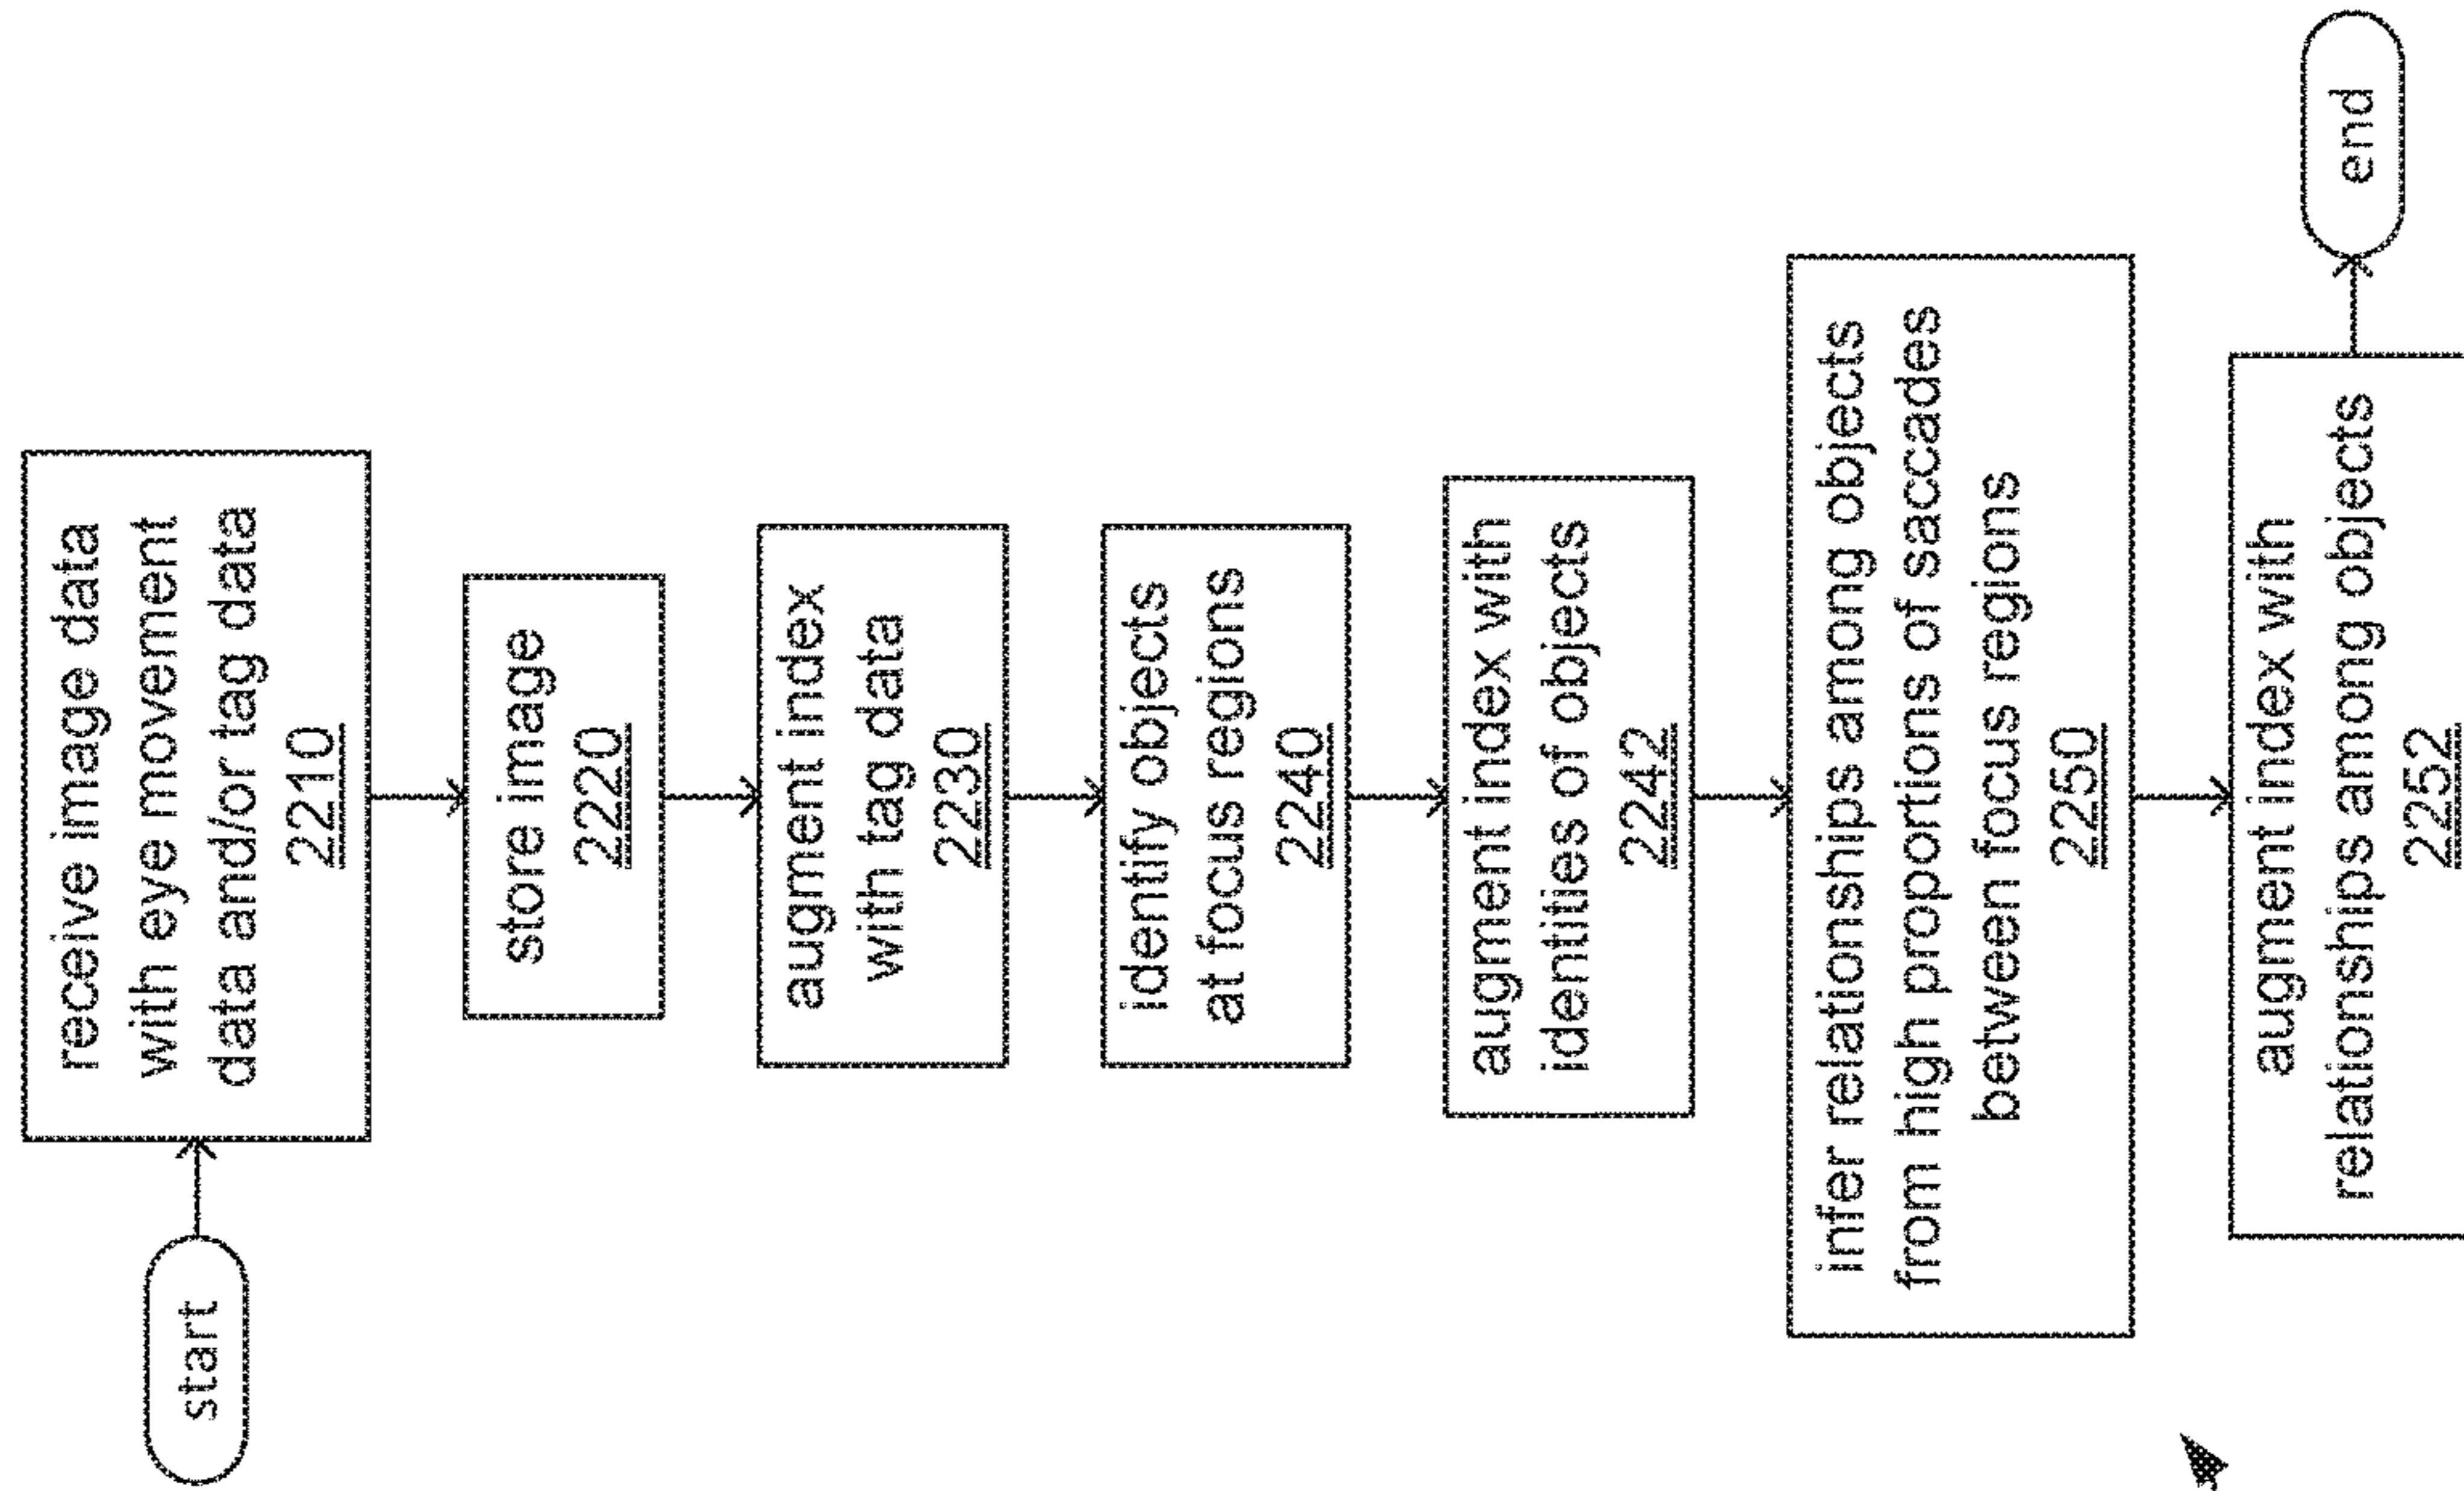 start
receive image data
with eye movement
data and/or tag data
2210
store image
2220
augment index
with tag data
2230
identify objects
at focus regions
2240
augment index with
identities of objects
2242
infer relationships among objects
from high proportions of saccades
between focus regions
2250
augment index with
relationships among objects
2252
end